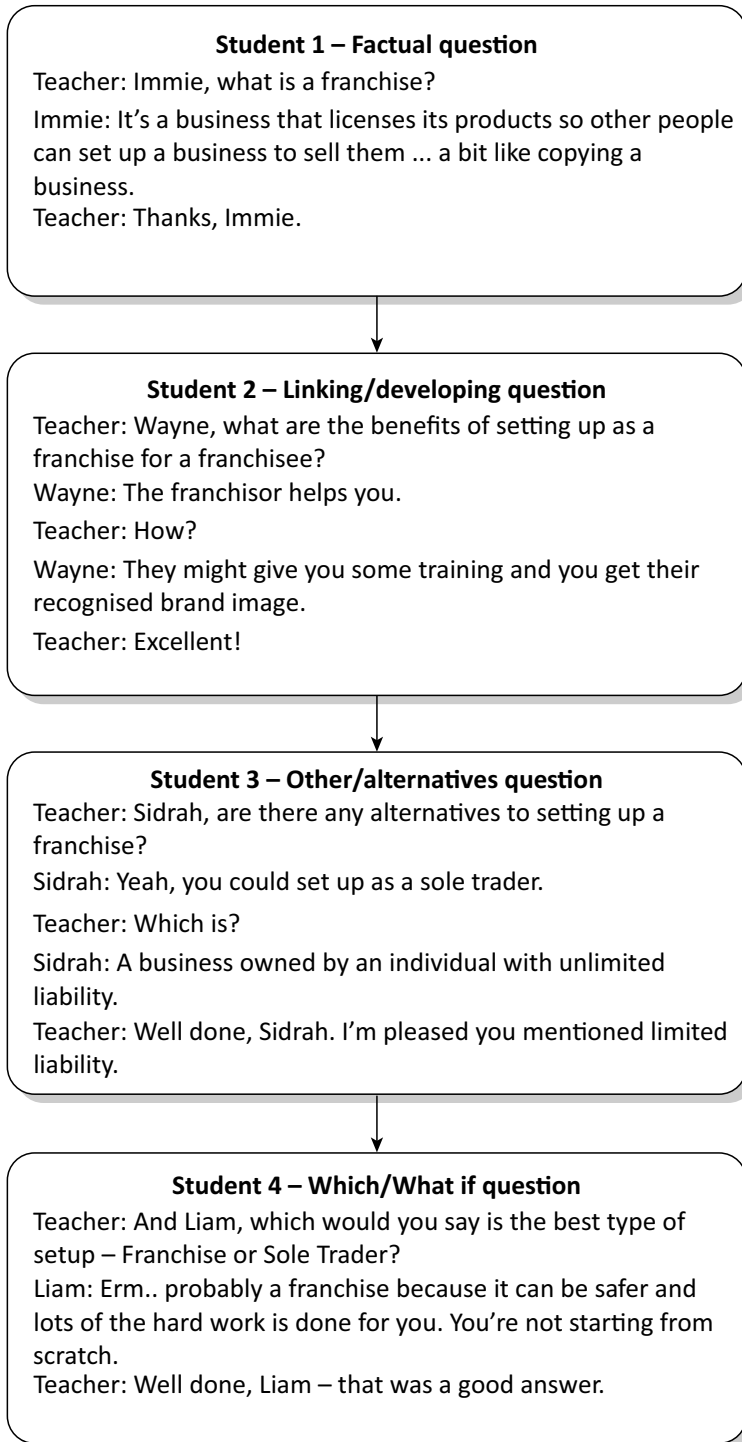 Student 1 – Factual question
Teacher: Immie, what is a franchise?
Immie: It’s a business that licenses its products so other people
can set up a business to sell them ... a bit like copying a
business.
Teacher: Thanks, Immie.
Student 2 – Linking/developing question
Teacher: Wayne, what are the benefits of setting up as a
franchise for a franchisee?
Wayne: The franchisor helps you.
Teacher: How?
Wayne: They might give you some training and you get their
recognised brand image.
Teacher: Excellent!
Student 3 – Other/alternatives question
Teacher: Sidrah, are there any alternatives to setting up a
franchise?
Sidrah: Yeah, you could set up as a sole trader.
Teacher: Which is?
Sidrah: A business owned by an individual with unlimited
liability.
Teacher: Well done, Sidrah. I’m pleased you mentioned limited
liability.
Student 4 – Which/What if question
Teacher: And Liam, which would you say is the best type of
setup – Franchise or Sole Trader?
Liam: Erm.. probably a franchise because it can be safer and
lots of the hard work is done for you. You’re not starting from
scratch.
Teacher: Well done, Liam – that was a good answer.